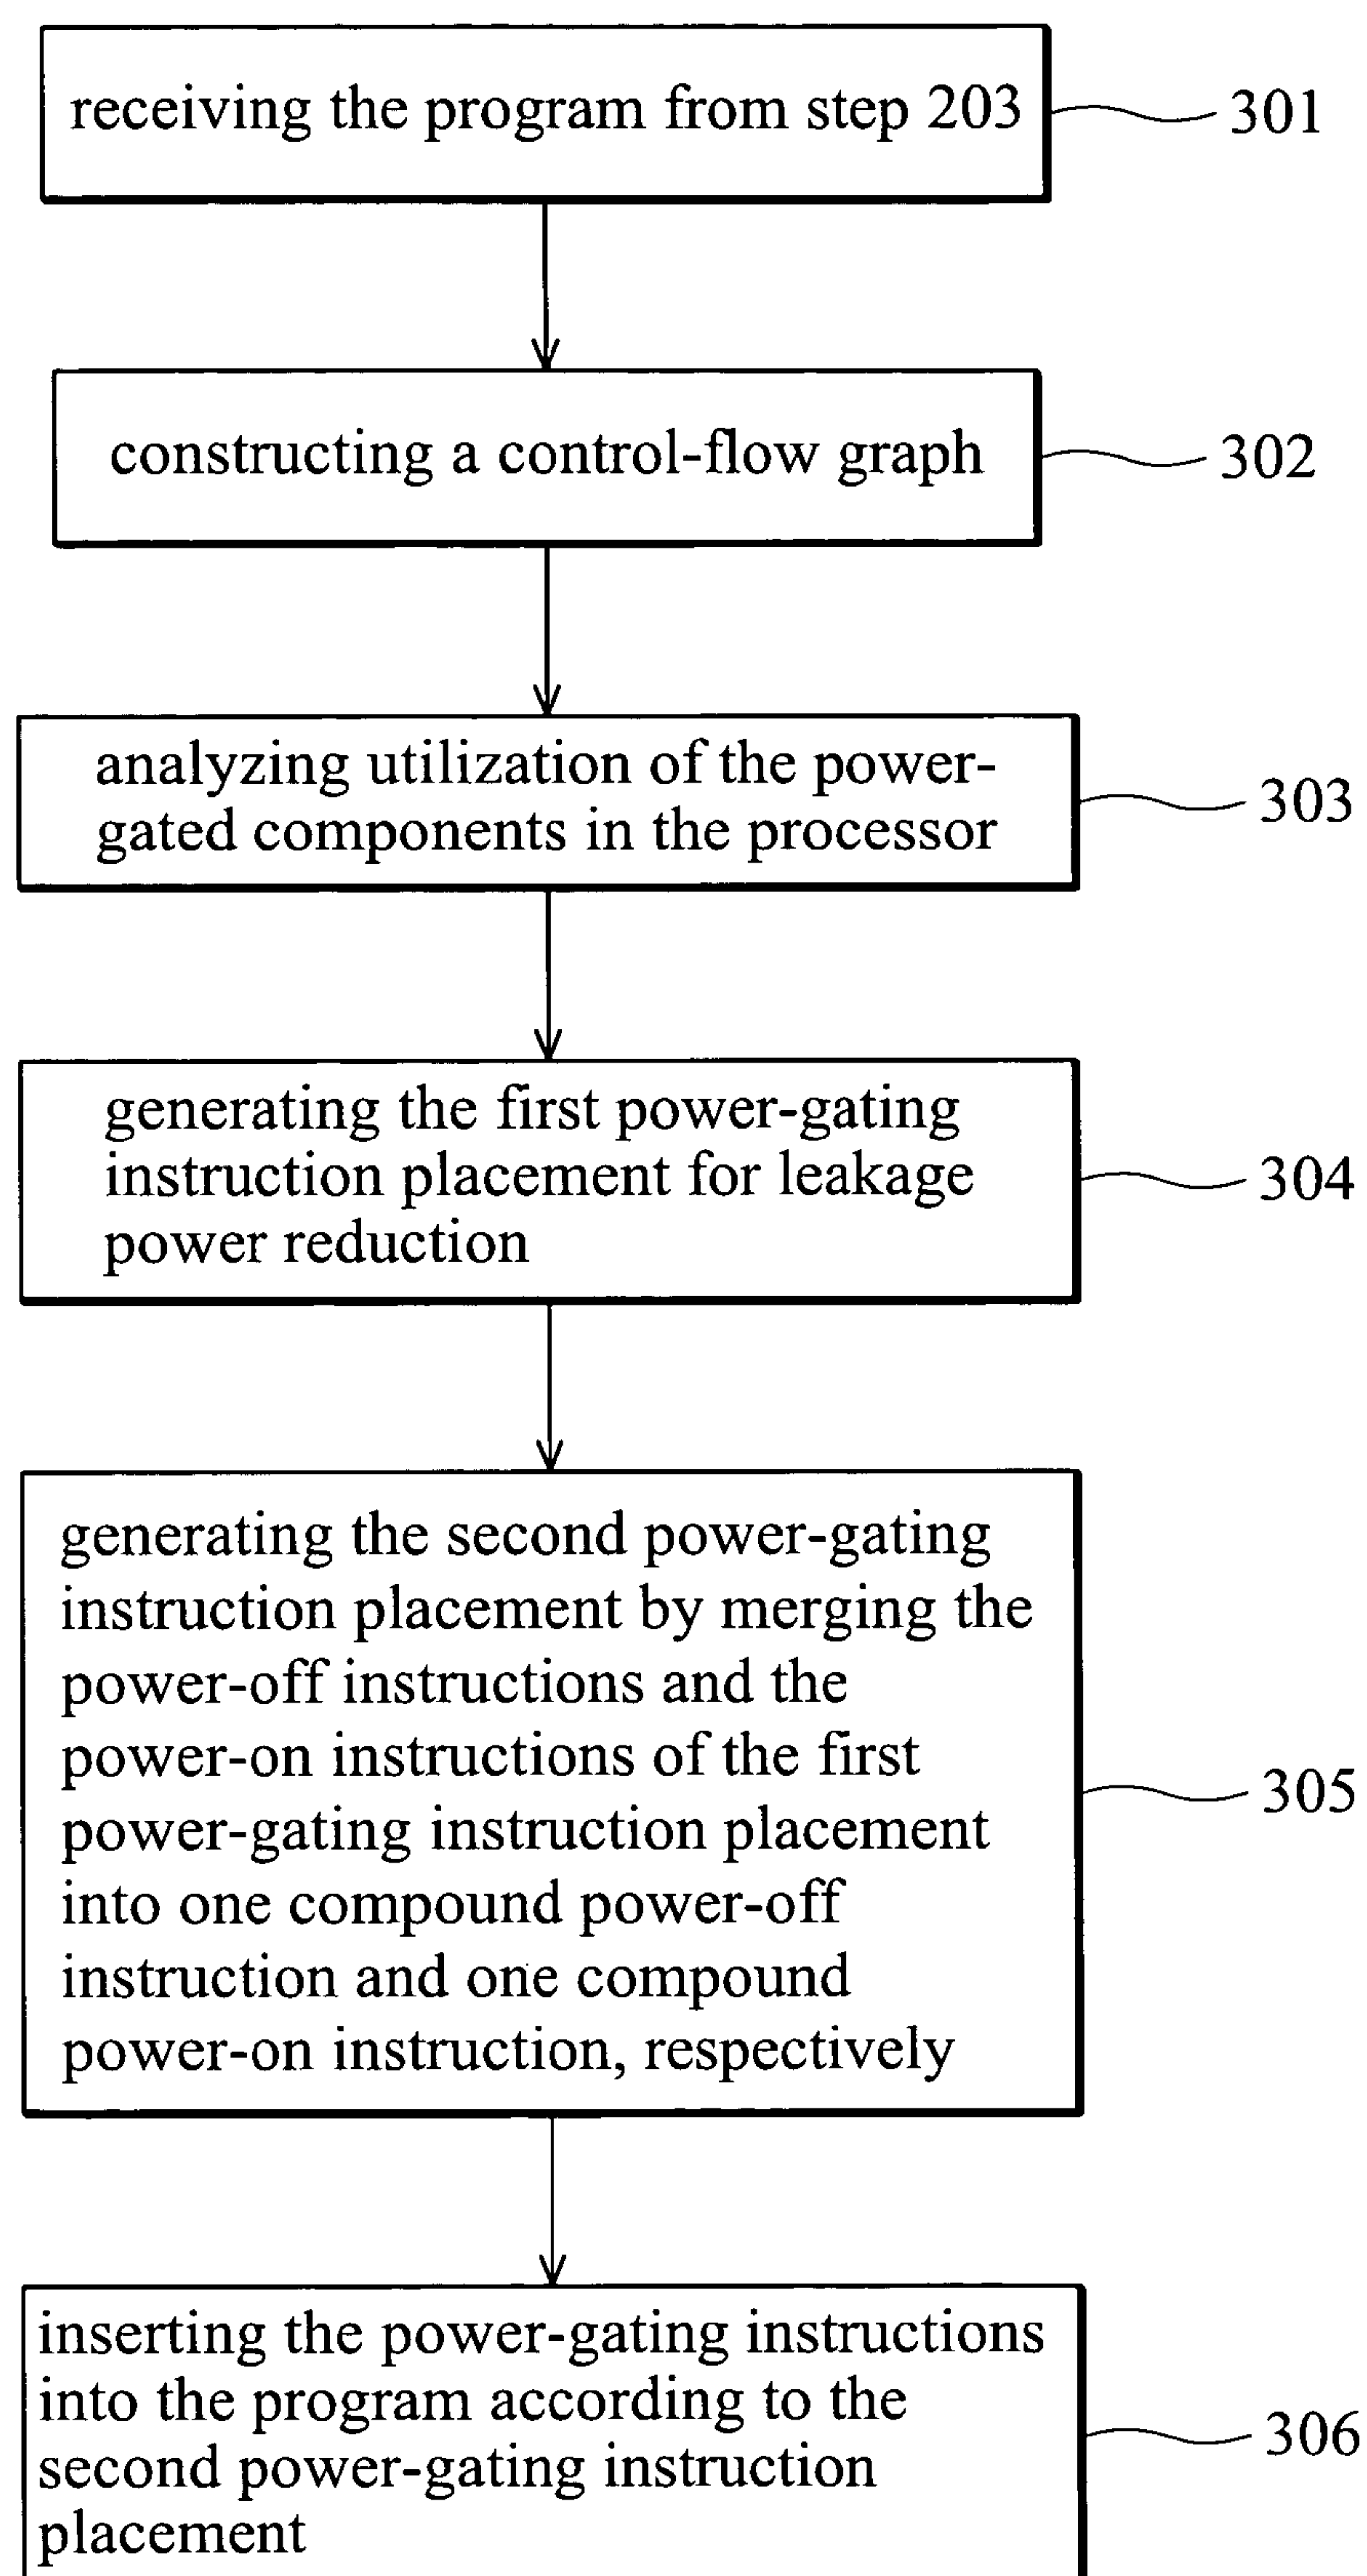 receiving the program from step 203
301
constructing a control-flow graph
302
analyzing utilization of the power-
gated components in the processor
303
generating the first power-gating
instruction placement for leakage
power reduction
304
generating the second power-gating
instruction placement by merging the
power-off instructions and the
power-on instructions of the first
power-gating instruction placement
into one compound power-off
instruction and one compound
power-on instruction, respectively
305
inserting the power-gating instructions
into the program according to the
second power-gating instruction
placement
306